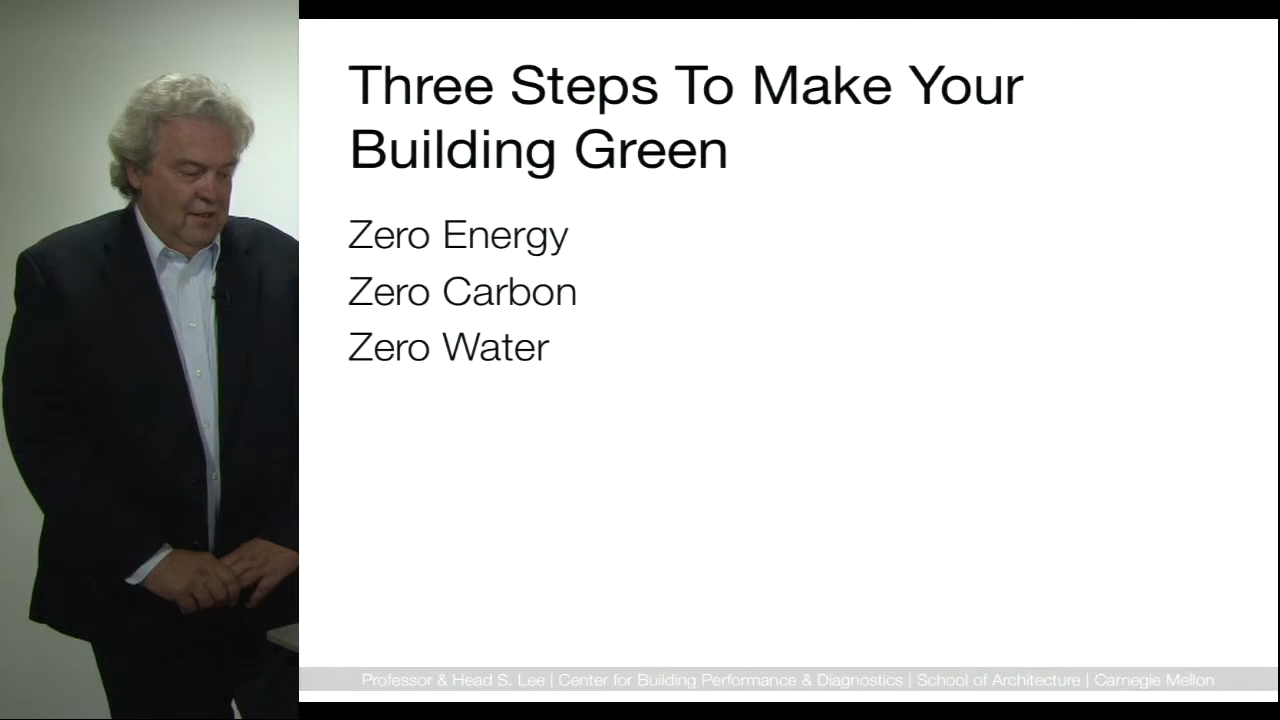 Three Steps To Make Your
Building Green
Zero Energy
Zero Carbon
Zero Water
Professor & Head S. Lee | Center for Building Performance & Diagnostics | School of Architecture | Carnegie Mellon